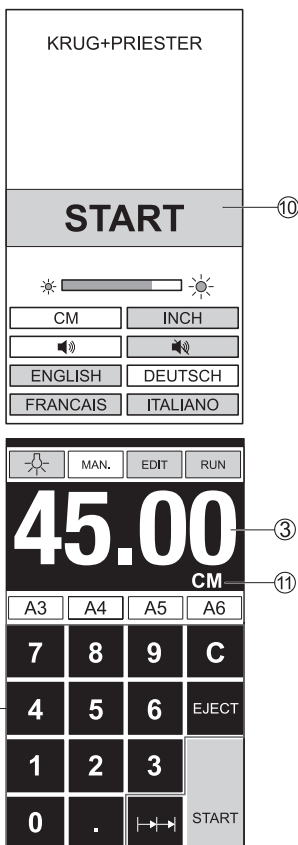 KRUG+PRIESTER
START
10
CM INCH
ENGLISH DEUTSCH
FRANCAIS ITALIANO
MAN. EDIT RUN
45.00
3
CM
11
A3 A4 A5 A6
7 8 9 C
4 5 6 EJECT
1 2 3
0 . START